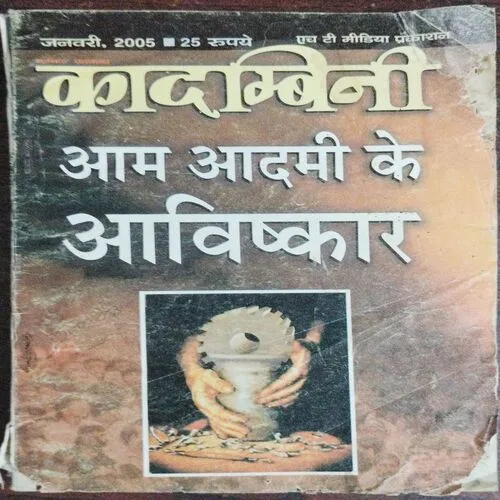 जनवरी, 2005 ■ 25 रुपये एच टी मीडिया प्रकाशन
कादम्बिनी
आम आदमी के
आविष्कार